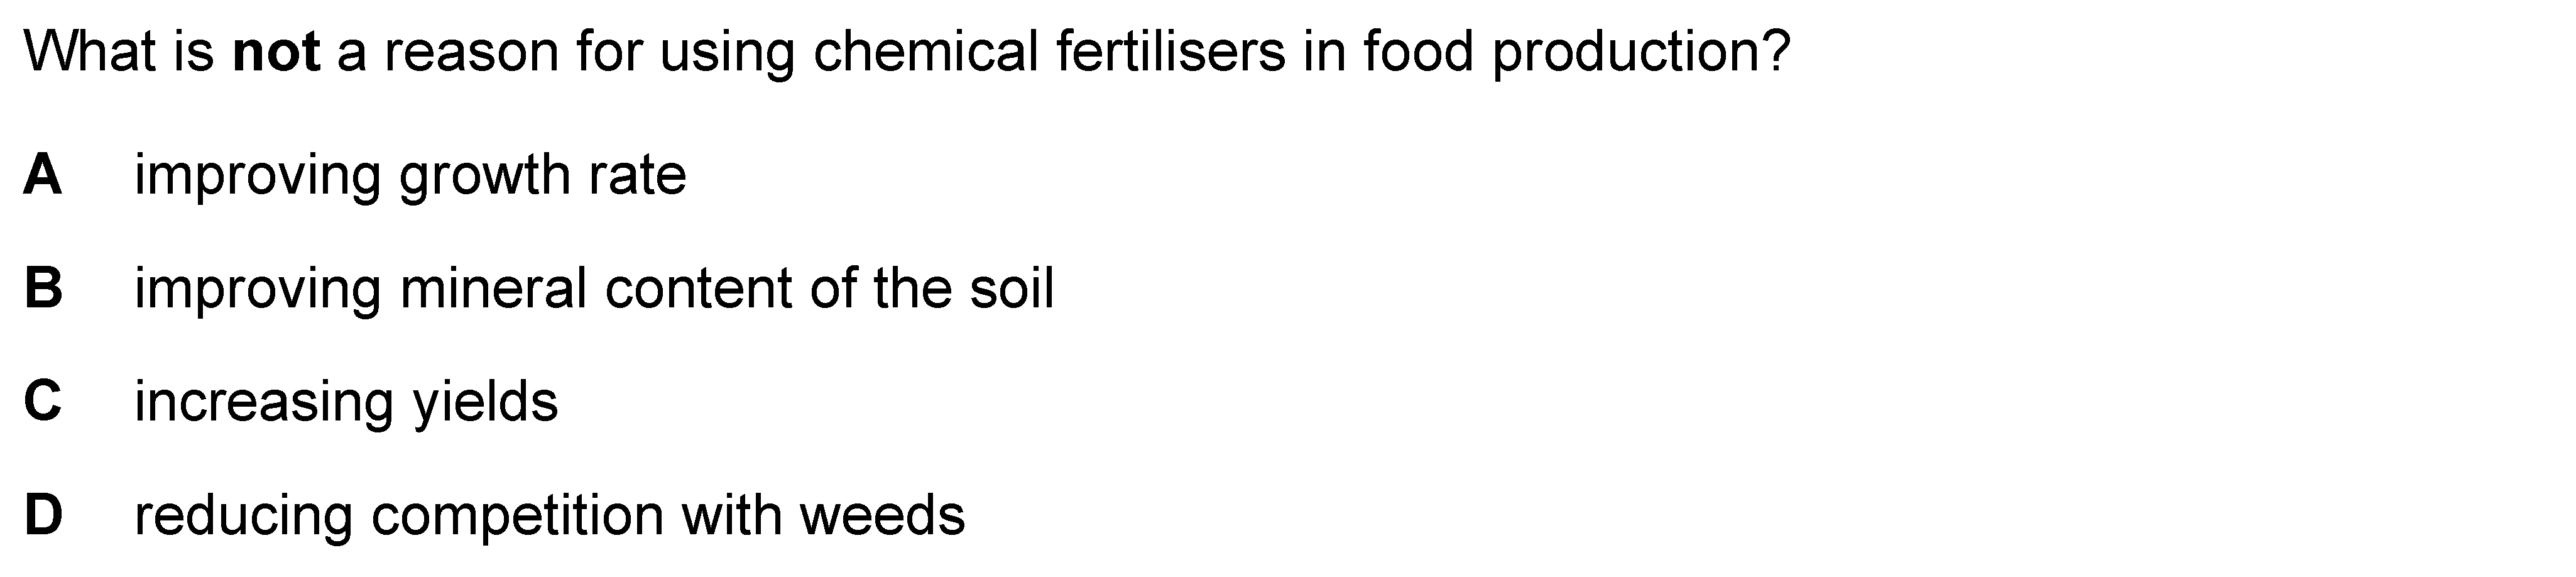 What is not a reason for using chemical fertilisers in food production?
A improving growth rate
B improving mineral content of the soil
C increasing yields
D reducing competition with weeds